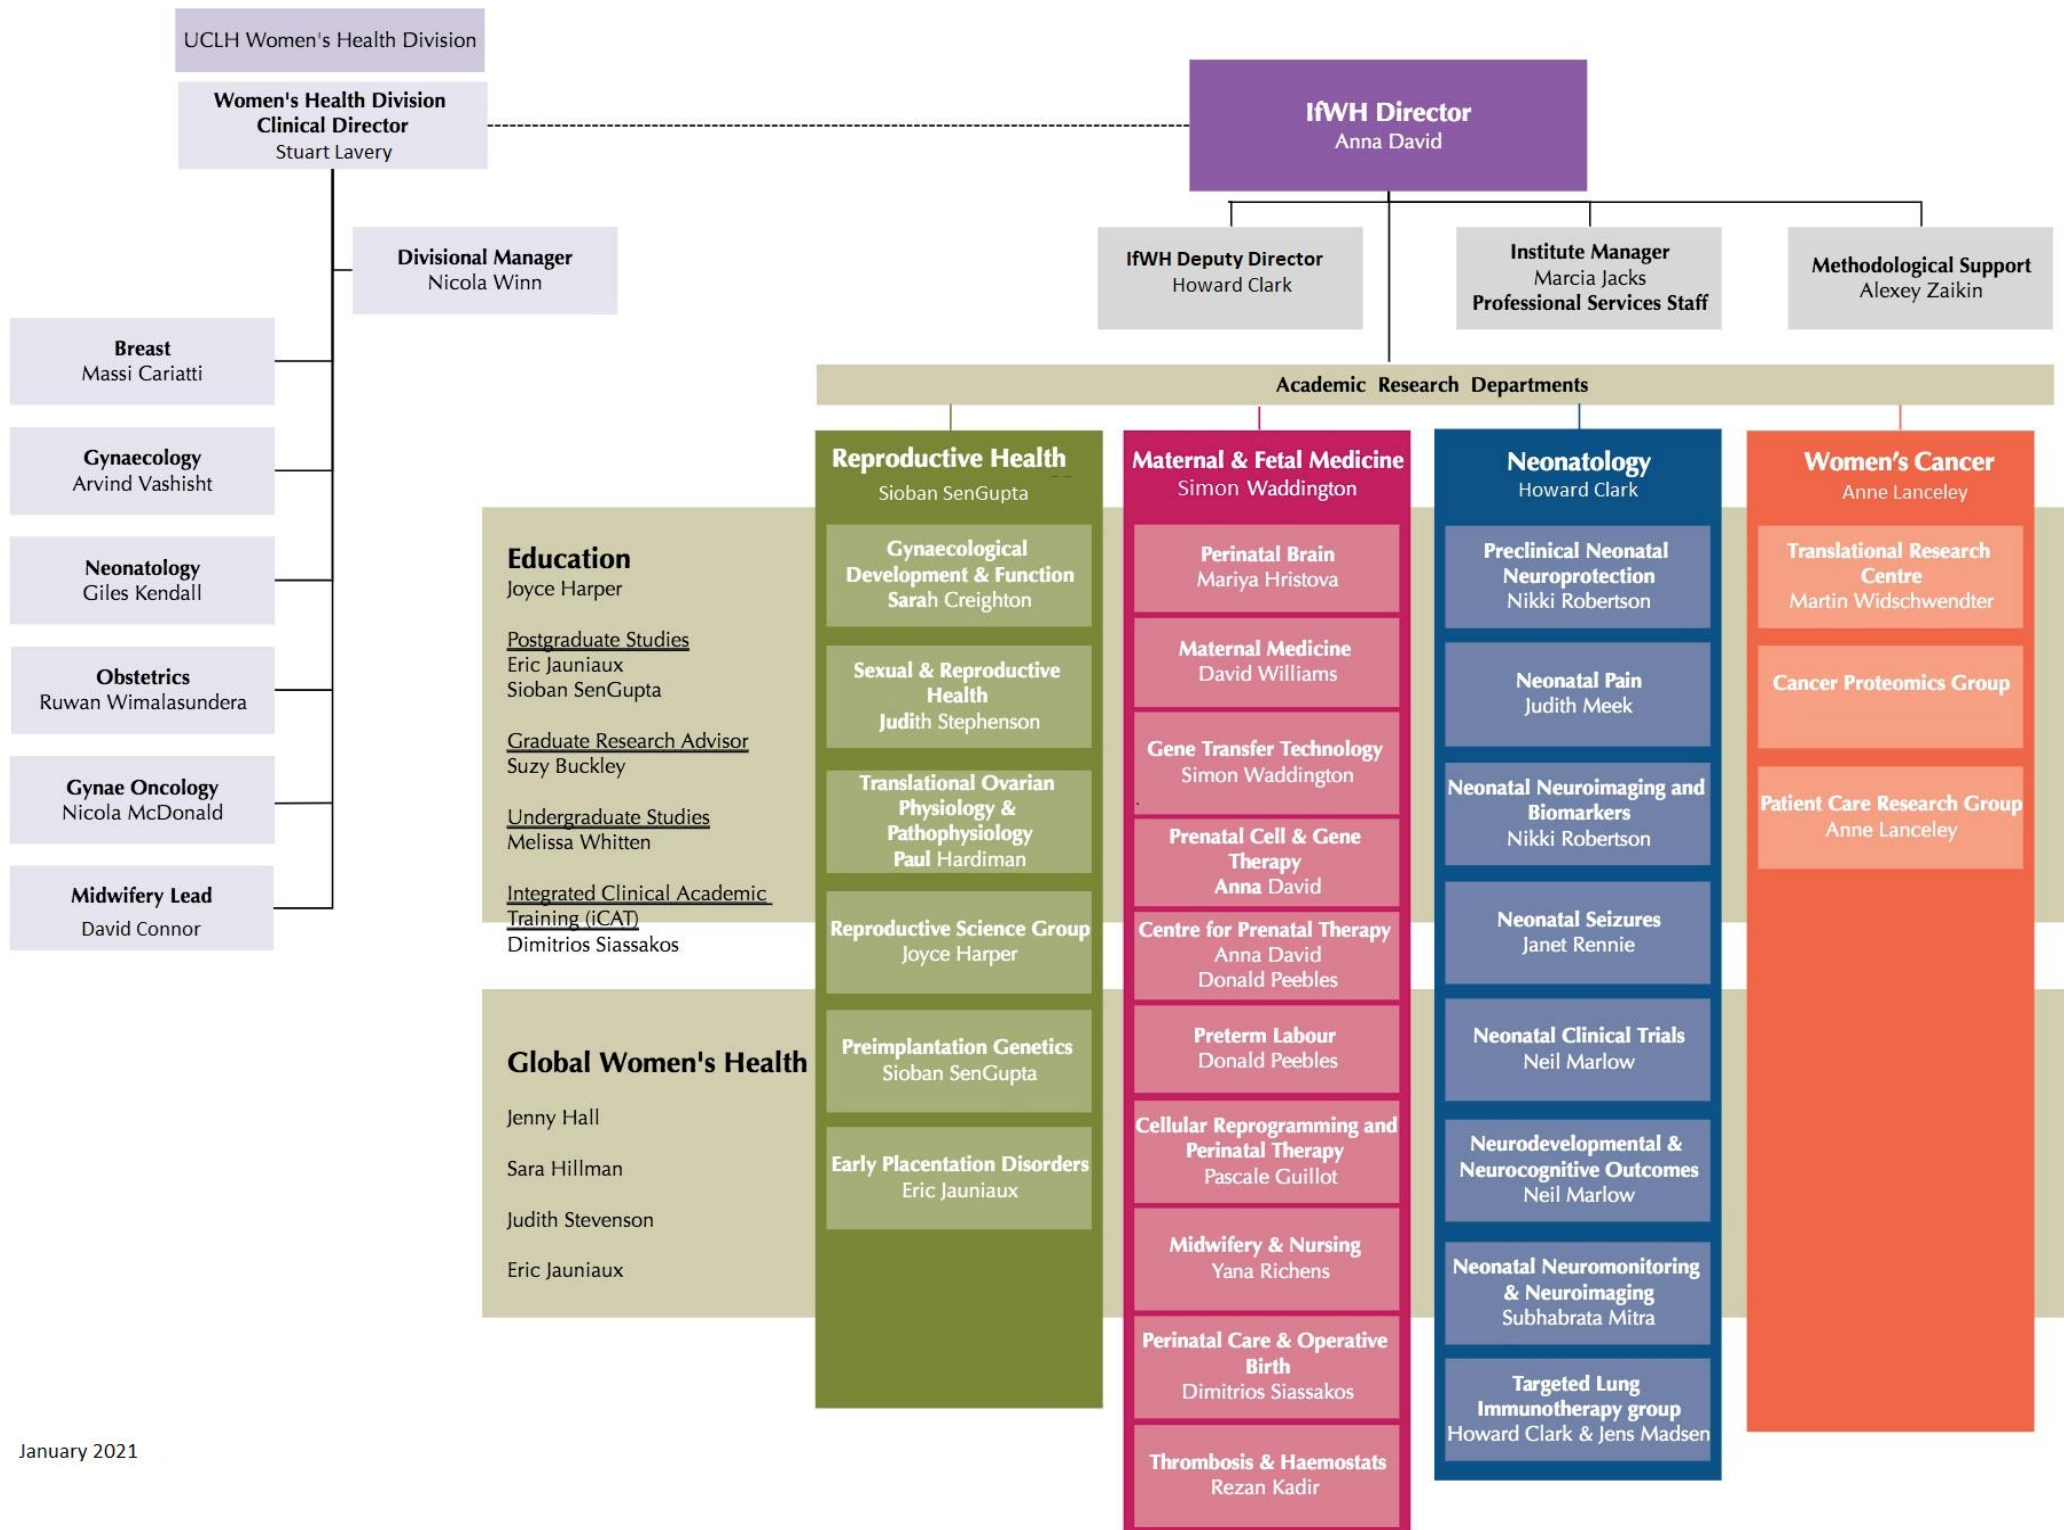 UCLH Women's Health Division
Women's Health Division
Clinical Director
Stuart Lavery
IfWH Director
Anna David
Divisional Manager
Nicola Winn
IfWH Deputy Director
Howard Clark
Institute Manager
Marcia Jacks
Professional Services Staff
Methodological Support
Alexey Zaikin
Breast
Massi Cariatti
Gynaecology
Arvind Vashisht
Neonatology
Giles Kendall
Obstetrics
Ruwan Wimalasundera
Gynae Oncology
Nicola McDonald
Midwifery Lead
David Connor
Academic Research Departments
Education
Joyce Harper
Postgraduate Studies
Eric Jauniaux
Sioban SenGupta
Graduate Research Advisor
Suzy Buckley
Undergraduate Studies
Melissa Whitten
Integrated Clinical Academic
Training (iCAT)
Dimitrios Siassakos
Global Women's Health
Jenny Hall
Sara Hillman
Judith Stevenson
Eric Jauniaux
Reproductive Health
Sioban SenGupta
Gynaecological
Development & Function
Sarah Creighton
Sexual & Reproductive
Health
Judith Stephenson
Translational Ovarian
Physiology &
Pathophysiology
Paul Hardiman
Reproductive Science Group
Joyce Harper
Preimplantation Genetics
Sioban SenGupta
Early Placentation Disorders
Eric Jauniaux
Maternal & Fetal Medicine
Simon Waddington
Perinatal Brain
Mariya Hristova
Maternal Medicine
David Williams
Gene Transfer Technology
Simon Waddington
Prenatal Cell & Gene
Therapy
Anna David
Centre for Prenatal Therapy
Anna David
Donald Peebles
Preterm Labour
Donald Peebles
Cellular Reprogramming and
Perinatal Therapy
Pascale Guillot
Midwifery & Nursing
Yana Richens
Perinatal Care & Operative
Birth
Dimitrios Siassakos
Thrombosis & Haemostats
Rezan Kadir
Neonatology
Howard Clark
Preclinical Neonatal
Neuroprotection
Nikki Robertson
Neonatal Pain
Judith Meek
Neonatal Neuroimaging and
Biomarkers
Nikki Robertson
Neonatal Seizures
Janet Rennie
Neonatal Clinical Trials
Neil Marlow
Neurodevelopmental &
Neurocognitive Outcomes
Neil Marlow
Neonatal Neuromonitoring
& Neuroimaging
Subhabrata Mitra
Targeted Lung
Immunotherapy group
Howard Clark & Jens Madsen
Women’s Cancer
Anne Lanceley
Translational Research
Centre
Martin Widschwendter
Cancer Proteomics Group
Patient Care Research Group
Anne Lanceley
January 2021